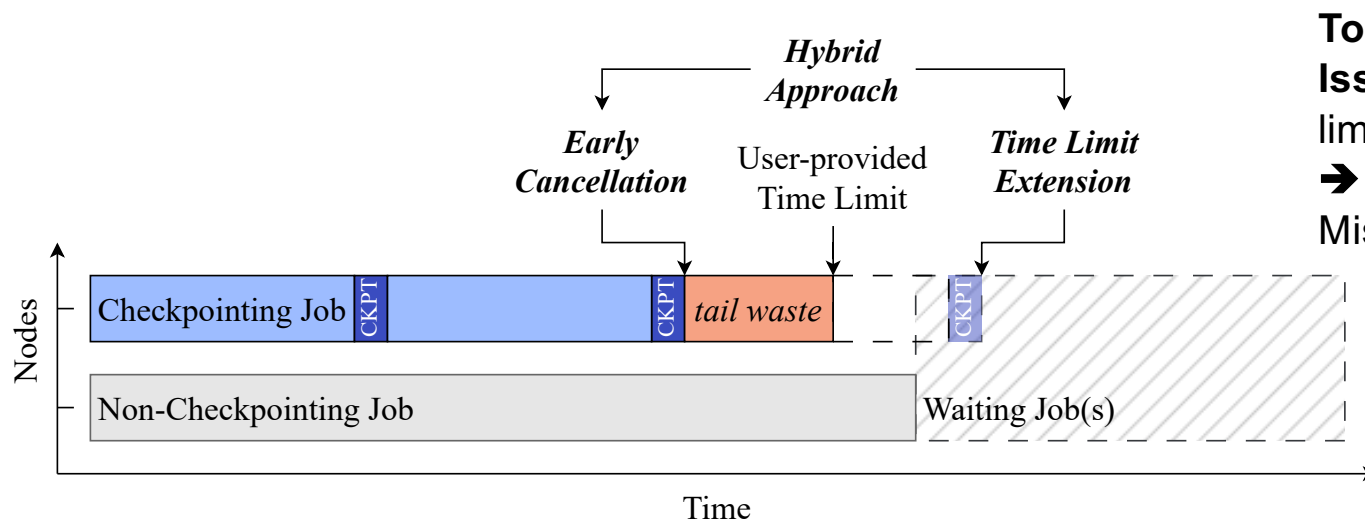 Hybrid
Approach
Early
Cancellation
User-provided
Time Limit
Time Limit
Extension
To
Iss
lim
➔
Mis
Nodes
Checkpointing Job
CKPT
CKPT
tail waste
CKPT
Non-Checkpointing Job
Waiting Job(s)
Time